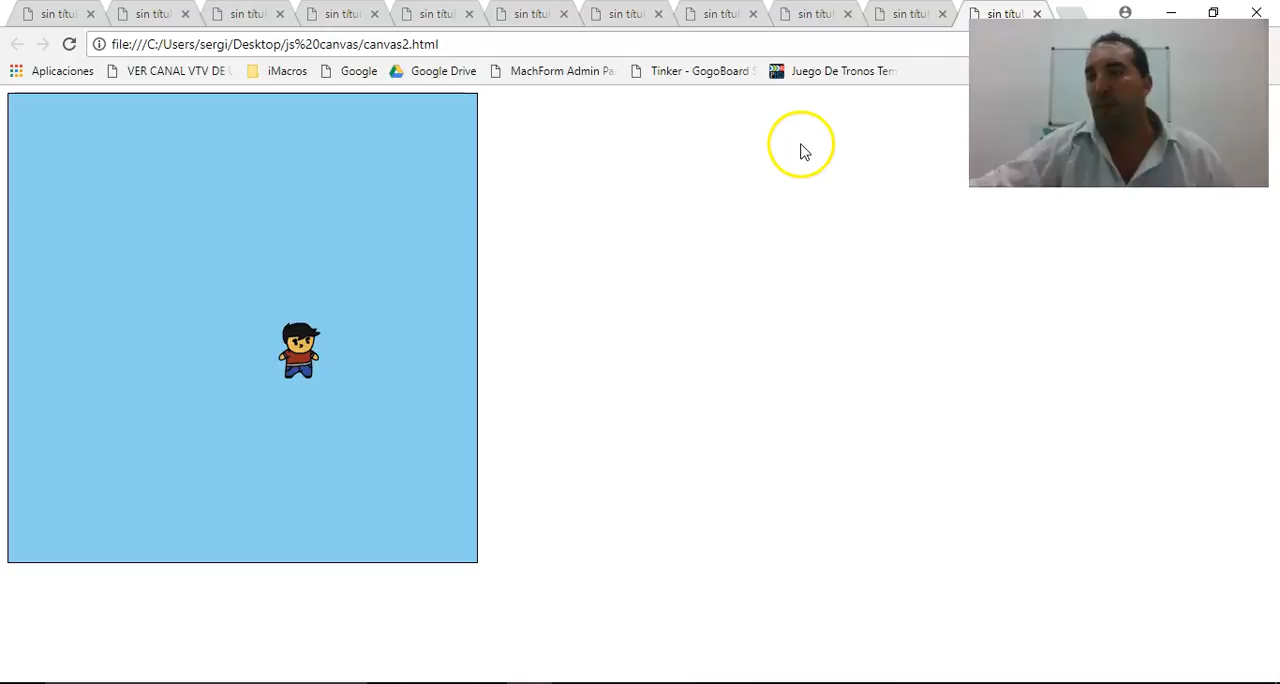 sin títul sin títul sin títul sin títul sin títul sin títul sin títul sin títul sin títul sin títul sin títul
file:///C:/Users/sergi/Desktop/js%20canvas/canvas2.html
Aplicaciones VER CANAL VTV DE iMacros Google Google Drive MachForm Admin Pa Tinker - GogoBoard S Juego De Tronos Tem